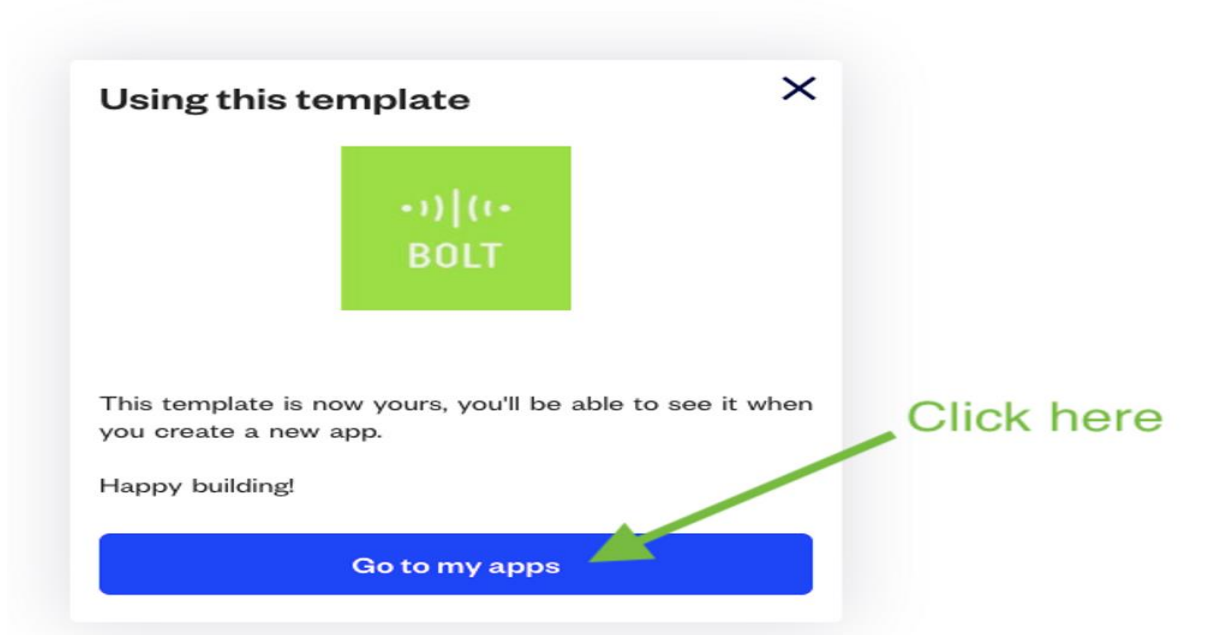 Using this template
BOLT
This template is now yours, you'll be able to see it when
you create a new app.
Click here
Happy building!
Go to my apps